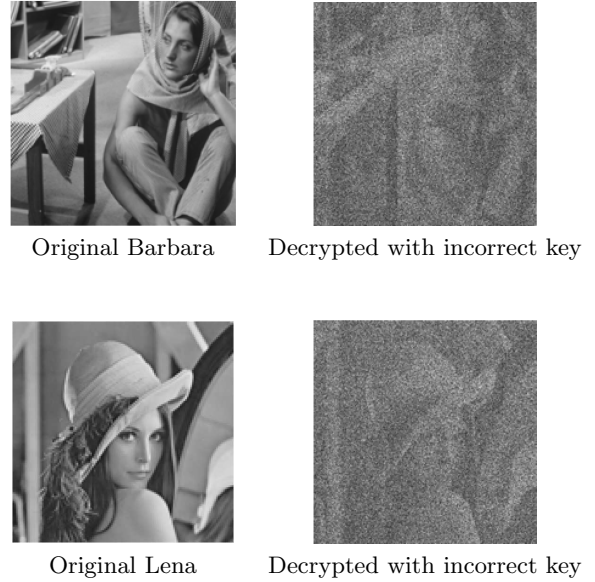 Original Barbara
Decrypted with incorrect key
Original Lena
Decrypted with incorrect key